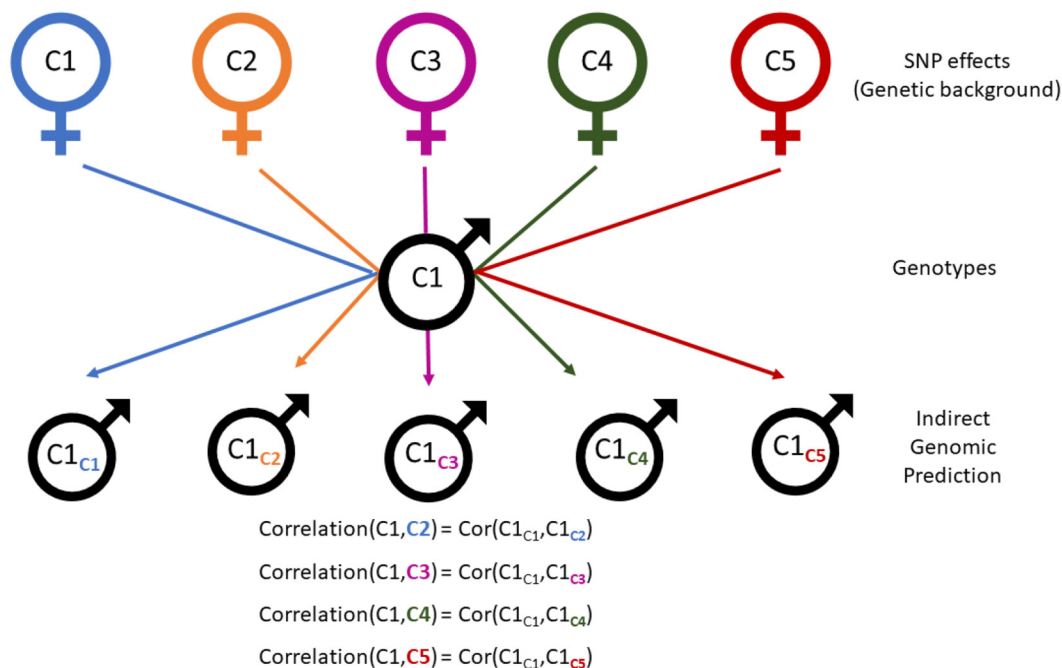 C1 C2 C3 C4 C5
SNP effects
(Genetic background)
C1
Genotypes
C1C1 C1C2 C1C3 C1C4 C1C5
Indirect
Genomic
Prediction
Correlation(C1,C2) = Cor(C1C1,C1C2)
Correlation(C1,C3) = Cor(C1C1,C1C3)
Correlation(C1,C4) = Cor(C1C1,C1C4)
Correlation(C1,C5) = Cor(C1C1,C1C5)